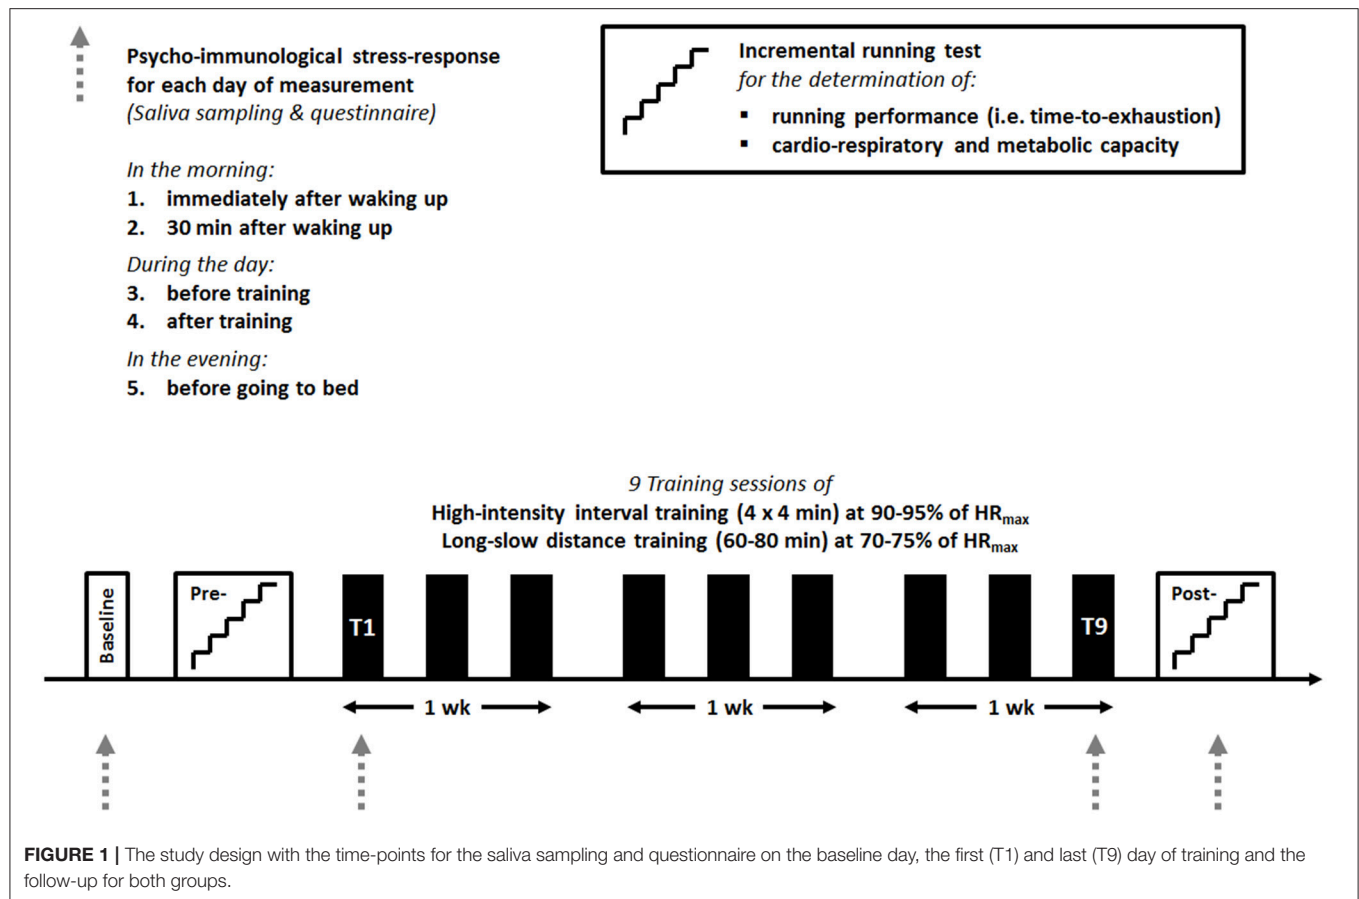 Psycho-immunological stress-response
for each day of measurement
(Saliva sampling & questinnaire)
In the morning:
1. immediately after waking up
2. 30 min after waking up
During the day:
3. before training
4. after training
In the evening:
5. before going to bed
Incremental running test
for the determination of:
▪ running performance (i.e. time-to-exhaustion)
▪ cardio-respiratory and metabolic capacity
9 Training sessions of
High-intensity interval training (4 x 4 min) at 90-95% of HRmax
Long-slow distance training (60-80 min) at 70-75% of HRmax
Baseline
Pre-
T1
T9
Post-
1 wk
1 wk
1 wk
FIGURE 1 | The study design with the time-points for the saliva sampling and questionnaire on the baseline day, the first (T1) and last (T9) day of training and the
follow-up for both groups.